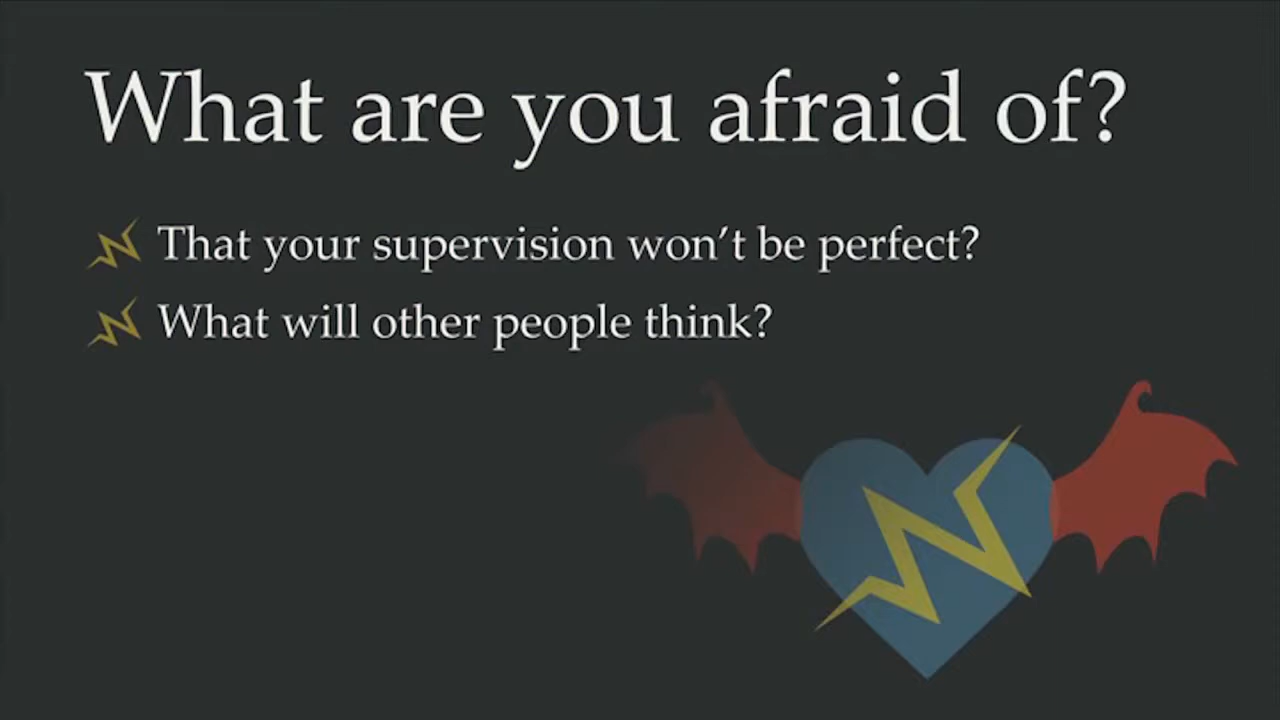 What are you afraid of?
That your supervision won’t be perfect?
What will other people think?